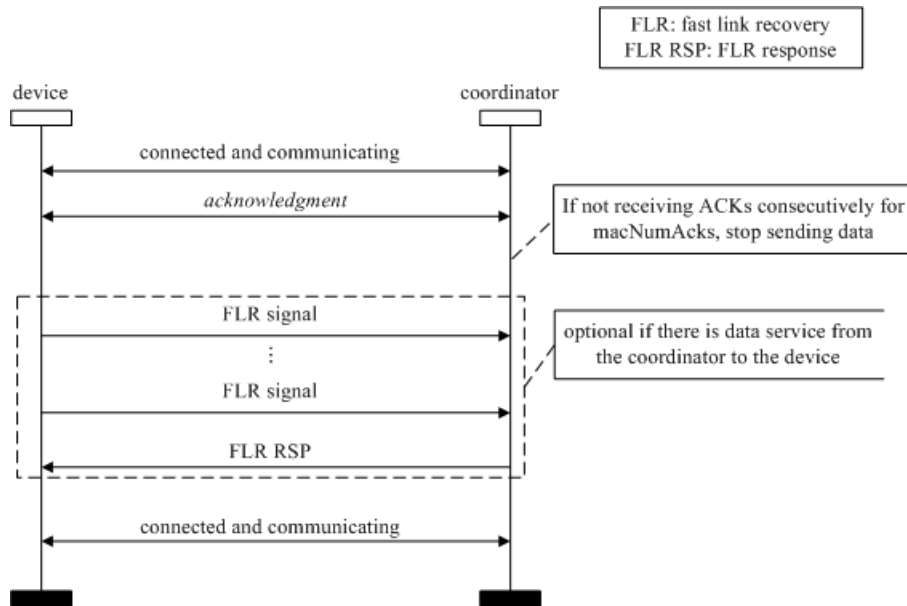 FLR: fast link recovery
FLR RSP: FLR response
device
coordinator
connected and communicating
acknowledgment
If not receiving ACKs consecutively for
macNumAcks, stop sending data
FLR signal
⋮
optional if there is data service from
the coordinator to the device
FLR signal
FLR RSP
connected and communicating